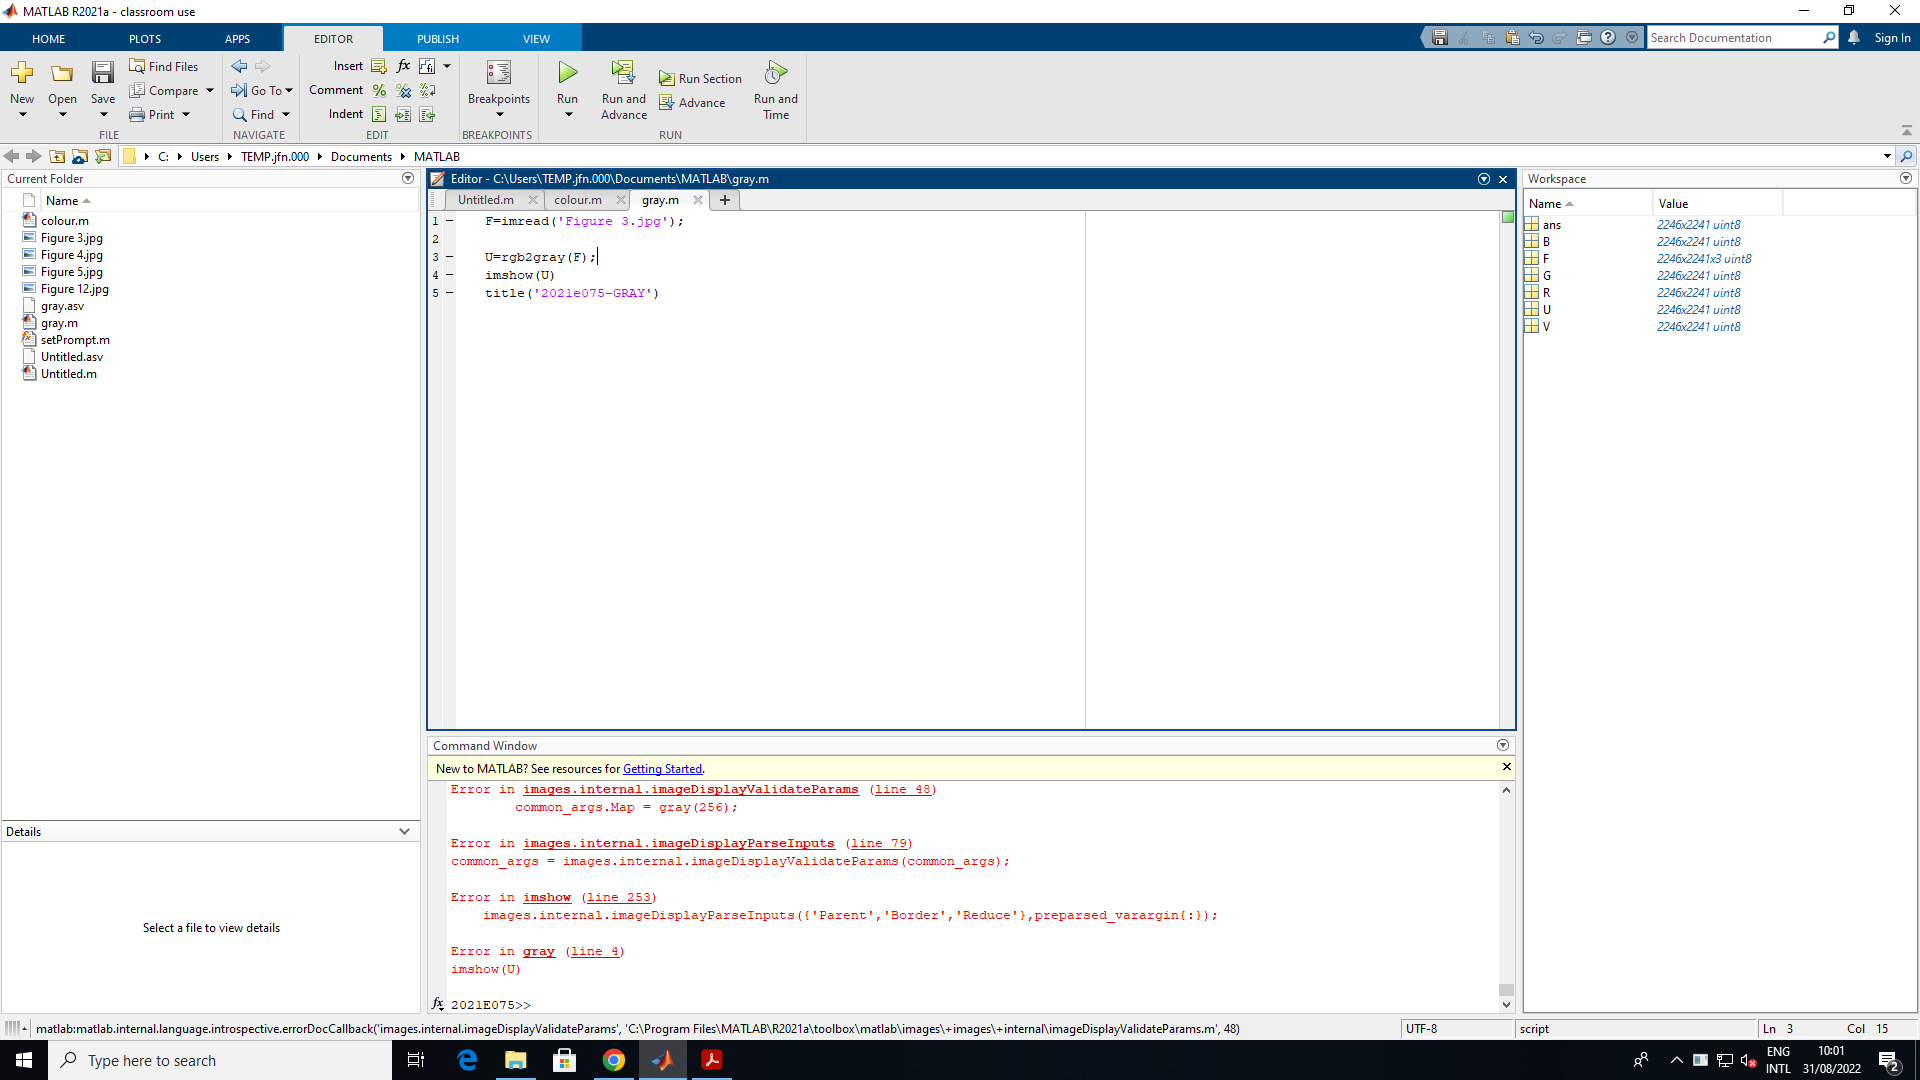 MATLAB R2021a - classroom use
HOME PLOTS APPS EDITOR PUBLISH VIEW
Search Documentation
Sign In
New
Open
Save
Find Files
Compare
Print
FILE
Go To
Find
NAVIGATE
Insert fx fi
Comment % %
Indent
EDIT
Breakpoints
BREAKPOINTS
Run
Run and Advance
Run Section
Advance
Run and Time
RUN
C: Users TEMP.jfn.000 Documents MATLAB
Current Folder
Name
colour.m
Figure 3.jpg
Figure 4.jpg
Figure 5.jpg
Figure 12.jpg
gray.asv
gray.m
setPrompt.m
Untitled.asv
Untitled.m
Details
Select a file to view details
Editor - C:\Users\TEMP.jfn.000\Documents\MATLAB\gray.m
Untitled.m colour.m gray.m
1 – F=imread('Figure 3.jpg');
2
3 – U=rgb2gray(F);
4 – imshow(U)
5 – title('2021e075-GRAY')
Command Window
New to MATLAB? See resources for Getting Started.
Error in images.internal.imageDisplayValidateParams (line 48)
common_args.Map = gray(256);
Error in images.internal.imageDisplayParseInputs (line 79)
common_args = images.internal.imageDisplayValidateParams(common_args);
Error in imshow (line 253)
images.internal.imageDisplayParseInputs({'Parent','Border','Reduce'},preparsed_varargin{:});
Error in gray (line 4)
imshow(U)
fx 2021E075>>
Workspace
Name Value
ans 2246x2241 uint8
B 2246x2241 uint8
F 2246x2241x3 uint8
G 2246x2241 uint8
R 2246x2241 uint8
U 2246x2241 uint8
V 2246x2241 uint8
matlab:matlab.internal.language.introspective.errorDocCallback('images.internal.imageDisplayValidateParams', 'C:\Program Files\MATLAB\R2021a\toolbox\matlab\images\+images\+internal\imageDisplayValidateParams.m', 48)
UTF-8
script
Ln 3 Col 15
Type here to search
ENG
INTL
10:01
31/08/2022
2